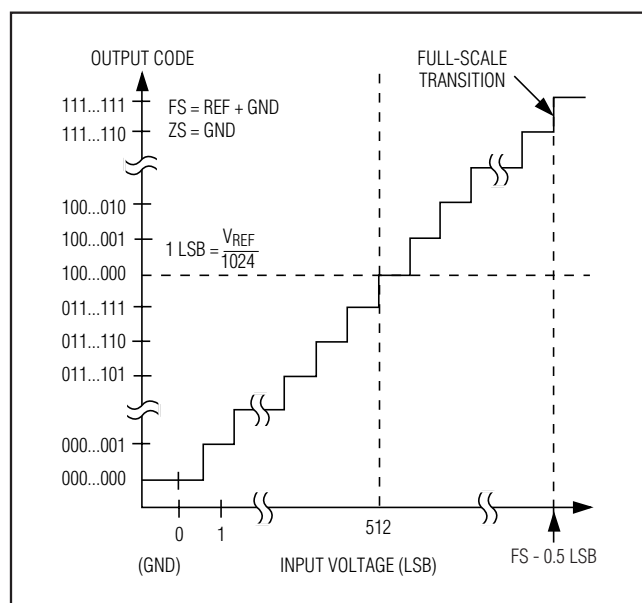 OUTPUT CODE
FULL-SCALE
TRANSITION
FS = REF + GND
ZS = GND
111...111
111...110
100...010
100...001
1 LSB = VREF
1024
100...000
011...111
011...110
011...101
000...001
000...000
0
1
512
(GND)
INPUT VOLTAGE (LSB)
FS - 0.5 LSB